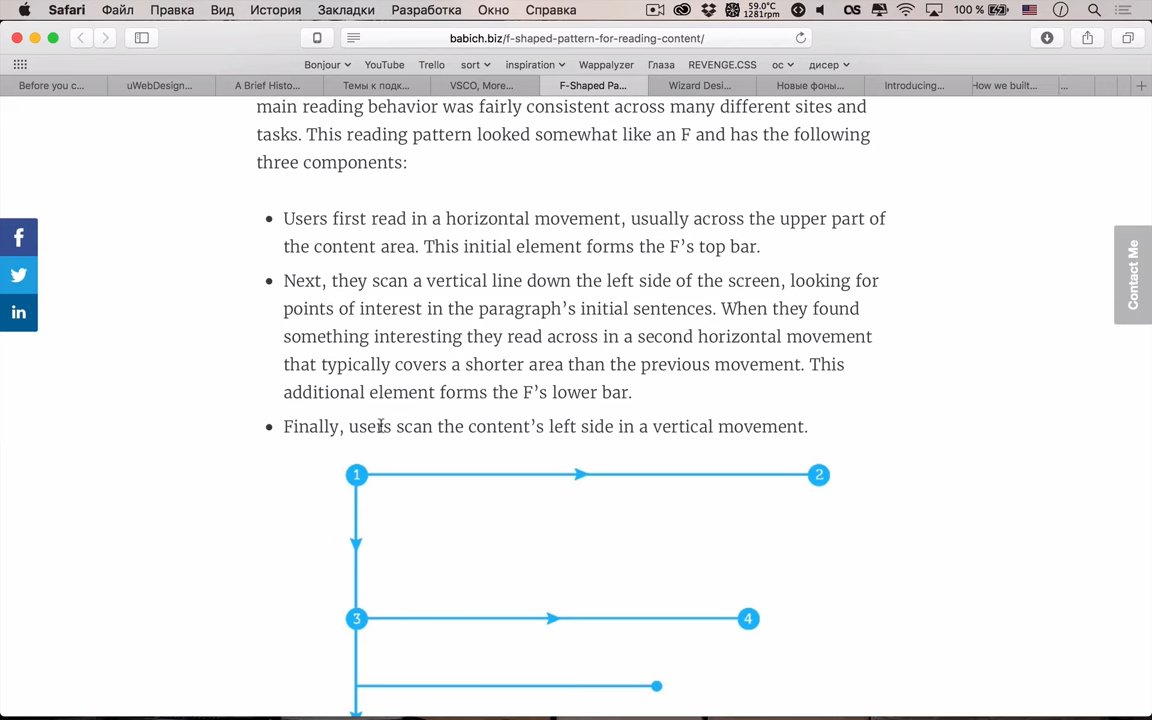 Safari Файл Правка Вид История Закладки Разработка Окно Справка 59.0°C 1281rpm 100 %
babich.biz/f-shaped-pattern-for-reading-content/
Bonjour YouTube Trello sort inspiration Wappalyzer Глаза REVENGE.CSS ос дисер
Before you c... uWebDesign... A Brief Histo... Темы к подк... VSCO, More... F-Shaped Pa... Wizard Desi... Новые фоны... Introducing... How we built... ...
main reading behavior was fairly consistent across many different sites and
tasks. This reading pattern looked somewhat like an F and has the following
three components:
• Users first read in a horizontal movement, usually across the upper part of
the content area. This initial element forms the F’s top bar.
• Next, they scan a vertical line down the left side of the screen, looking for
points of interest in the paragraph’s initial sentences. When they found
something interesting they read across in a second horizontal movement
that typically covers a shorter area than the previous movement. This
additional element forms the F’s lower bar.
• Finally, users scan the content’s left side in a vertical movement.
1 2
3 4
Contact Me